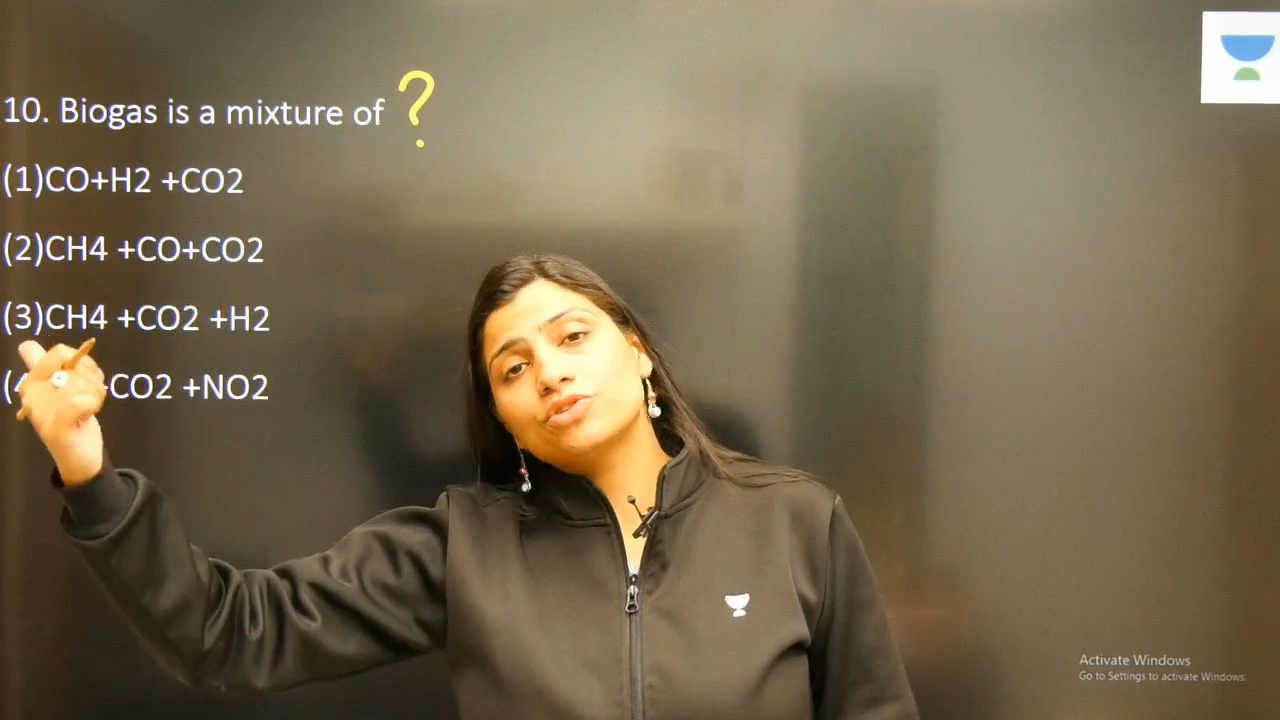 10. Biogas is a mixture of ?
(1)CO+H2 +CO2
(2)CH4 +CO+CO2
(3)CH4 +CO2 +H2
CO2 +NO2
Activate Windows
Go to Settings to activate Windows.